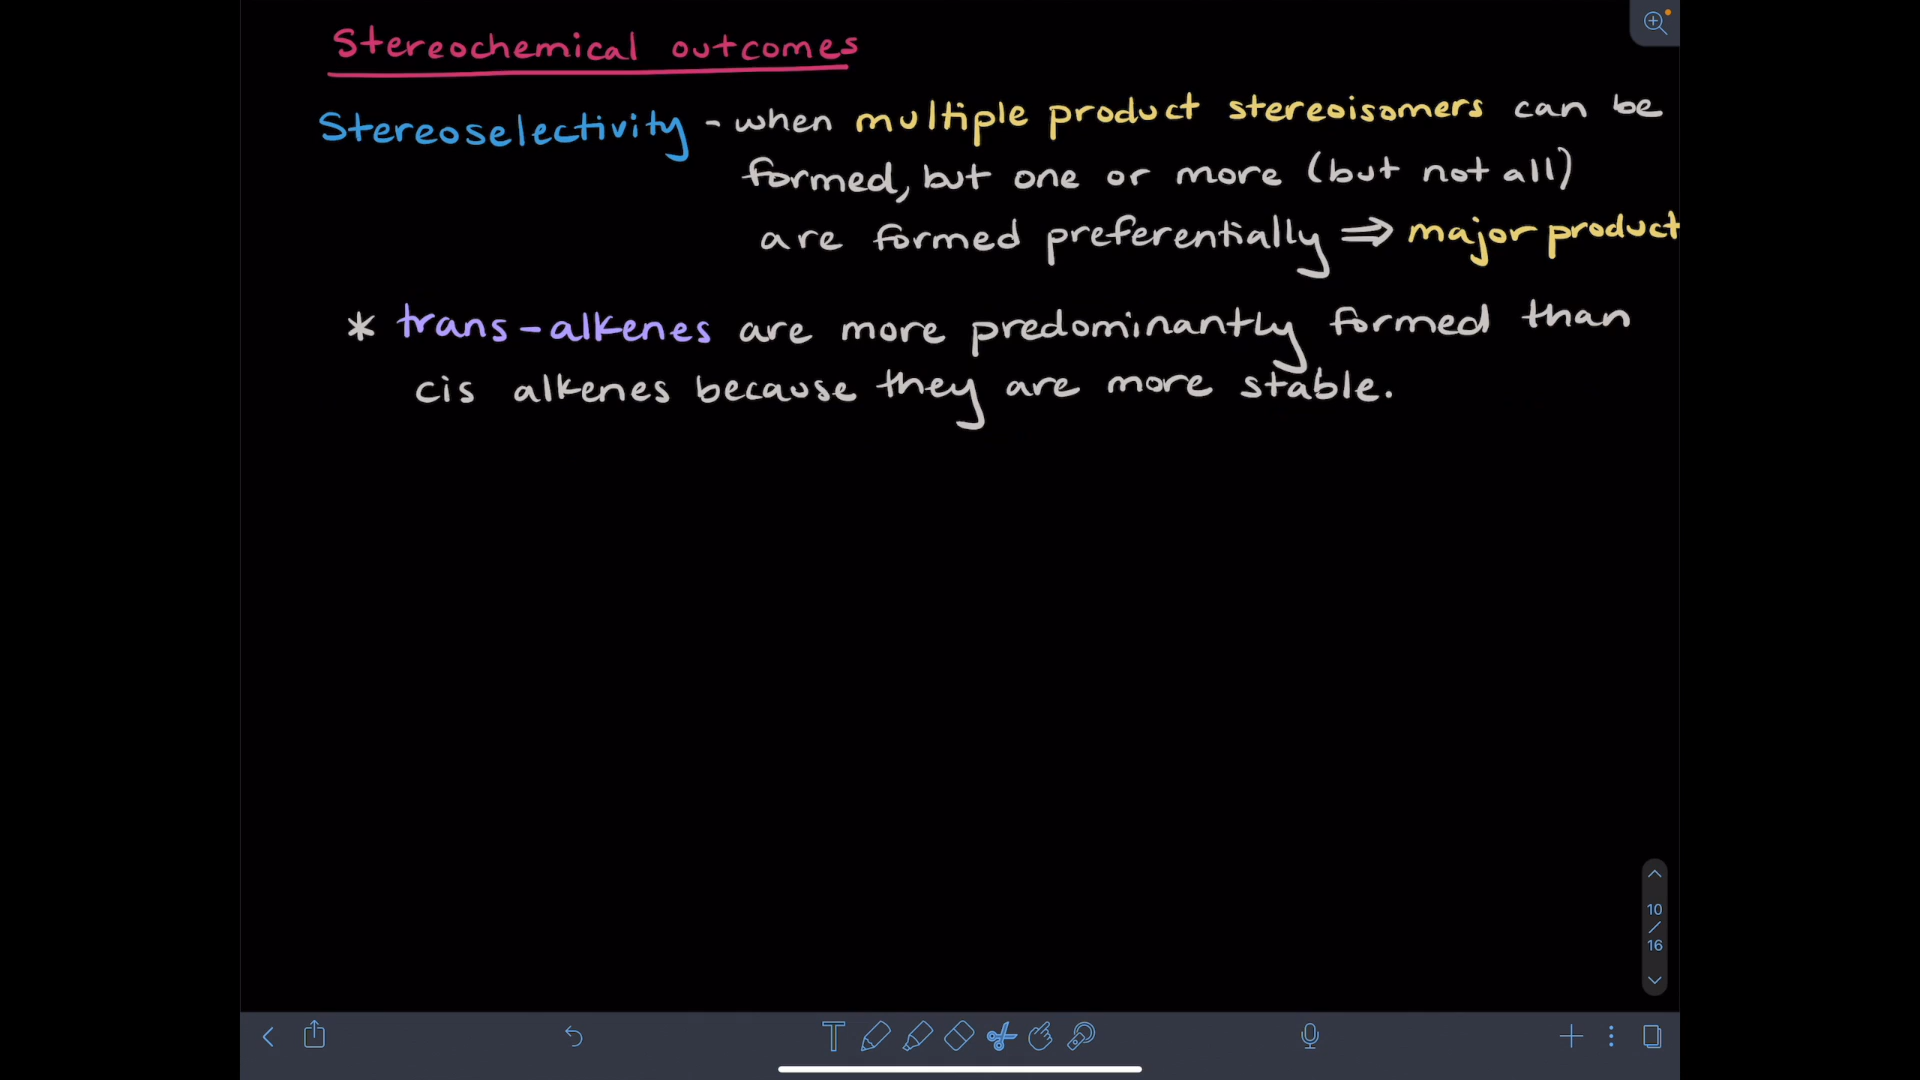 Stereochemical outcomes
Stereoselectivity - when multiple product stereoisomers can be
formed, but one or more (but not all)
are formed preferentially ⇒ major product
* trans-alkenes are more predominantly formed than
cis alkenes because they are more stable.
10
/
16
T